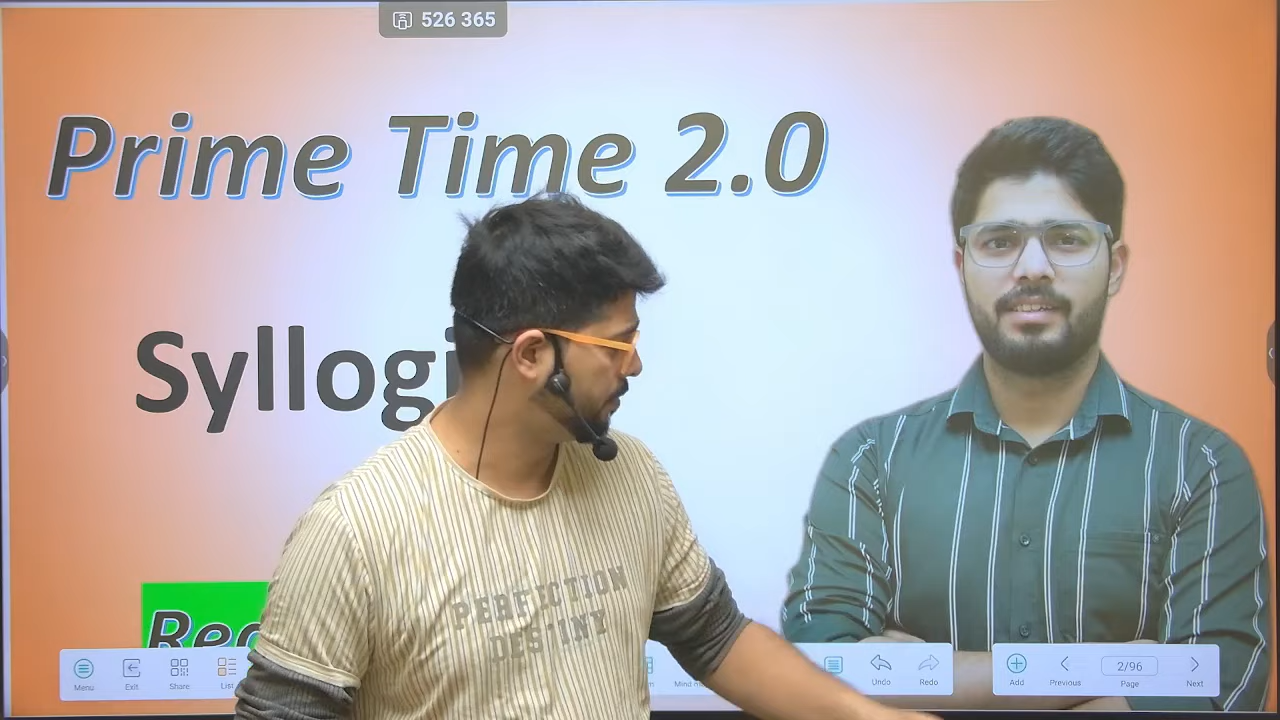 526 365
Prime Time 2.0
Syllogi
PERFECTION
DESTINY
Menu
Exit
Share
List
Undo
Redo
Add
Previous
2/96
Page
Next